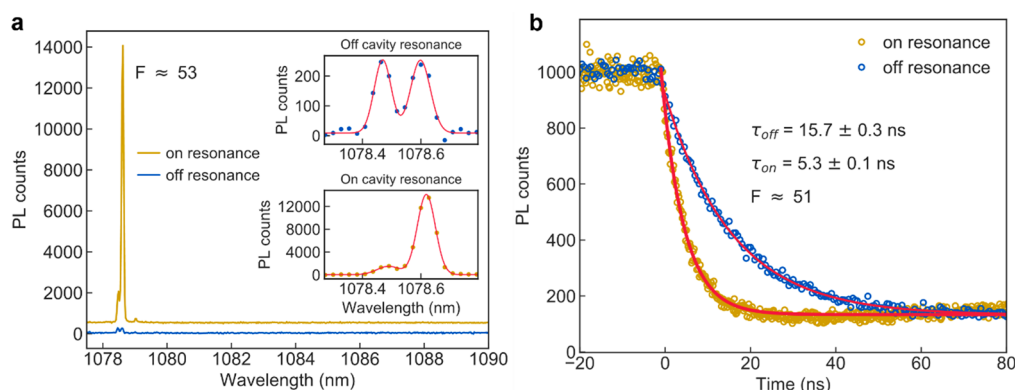 a
14000
12000
10000
8000
6000
4000
2000
0
PL counts
1078
1080
1082
1084
1086
1088
1090
Wavelength (nm)
F ≈ 53
on resonance
off resonance
Off cavity resonance
200
100
0
PL counts
1078.4
1078.6
On cavity resonance
12000
8000
4000
0
PL counts
1078.4
1078.6
Wavelength (nm)
b
1000
800
600
400
200
0
PL counts
−20
0
20
40
60
80
Time (ns)
on resonance
off resonance
τoff = 15.7 ± 0.3 ns
τon = 5.3 ± 0.1 ns
F ≈ 51